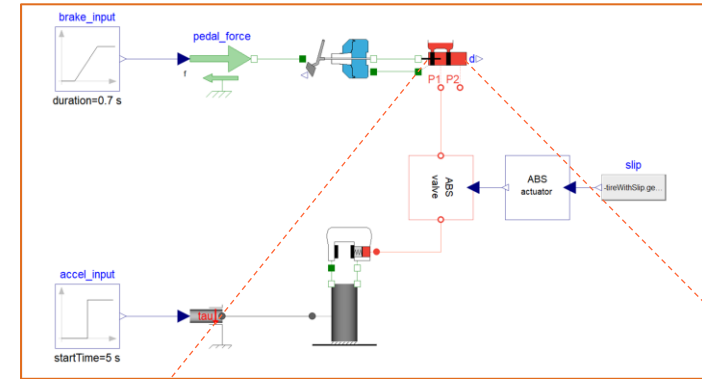 brake_input
pedal_force
f
duration=0.7 s
d
P1 P2
ABS
valve
ABS
actuator
slip
-tireWithSlip.ge...
W
accel_input
tau
startTime=5 s